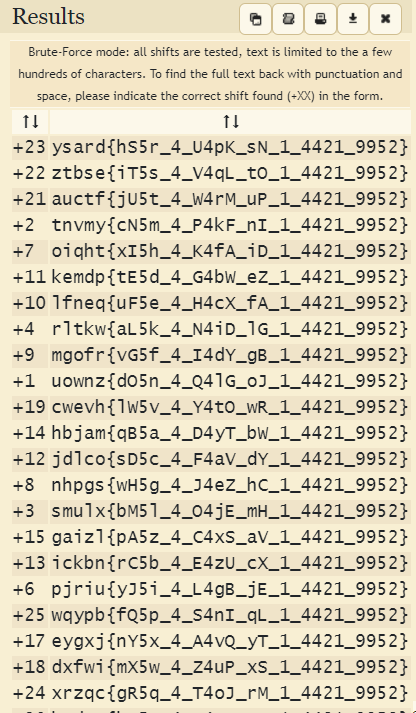 Results
Brute-Force mode: all shifts are tested, text is limited to the a few
hundreds of characters. To find the full text back with punctuation and
space, please indicate the correct shift found (+XX) in the form.
↑↓ ↑↓
+23 ysard{hS5r_4_U4pK_sN_1_4421_9952}
+22 ztbse{iT5s_4_V4qL_tO_1_4421_9952}
+21 auctf{jU5t_4_W4rM_uP_1_4421_9952}
+2 tnvmy{cN5m_4_P4kF_nI_1_4421_9952}
+7 oiqht{xI5h_4_K4fA_iD_1_4421_9952}
+11 kemdp{tE5d_4_G4bW_eZ_1_4421_9952}
+10 lfneq{uF5e_4_H4cX_fA_1_4421_9952}
+4 rltkw{aL5k_4_N4iD_lG_1_4421_9952}
+9 mgofr{vG5f_4_I4dY_gB_1_4421_9952}
+1 uownz{dO5n_4_Q4lG_oJ_1_4421_9952}
+19 cwevh{lW5v_4_Y4tO_wR_1_4421_9952}
+14 hbjam{qB5a_4_D4yT_bW_1_4421_9952}
+12 jdlco{sD5c_4_F4aV_dY_1_4421_9952}
+8 nhpgs{wH5g_4_J4eZ_hC_1_4421_9952}
+3 smulx{bM5l_4_O4jE_mH_1_4421_9952}
+15 gaizl{pA5z_4_C4xS_aV_1_4421_9952}
+13 ickbn{rC5b_4_E4zU_cX_1_4421_9952}
+6 pjriu{yJ5i_4_L4gB_jE_1_4421_9952}
+25 wqypb{fQ5p_4_S4nI_qL_1_4421_9952}
+17 eygxj{nY5x_4_A4vQ_yT_1_4421_9952}
+18 dxfwi{mX5w_4_Z4uP_xS_1_4421_9952}
+24 xrzqc{gR5q_4_T4oJ_rM_1_4421_9952}